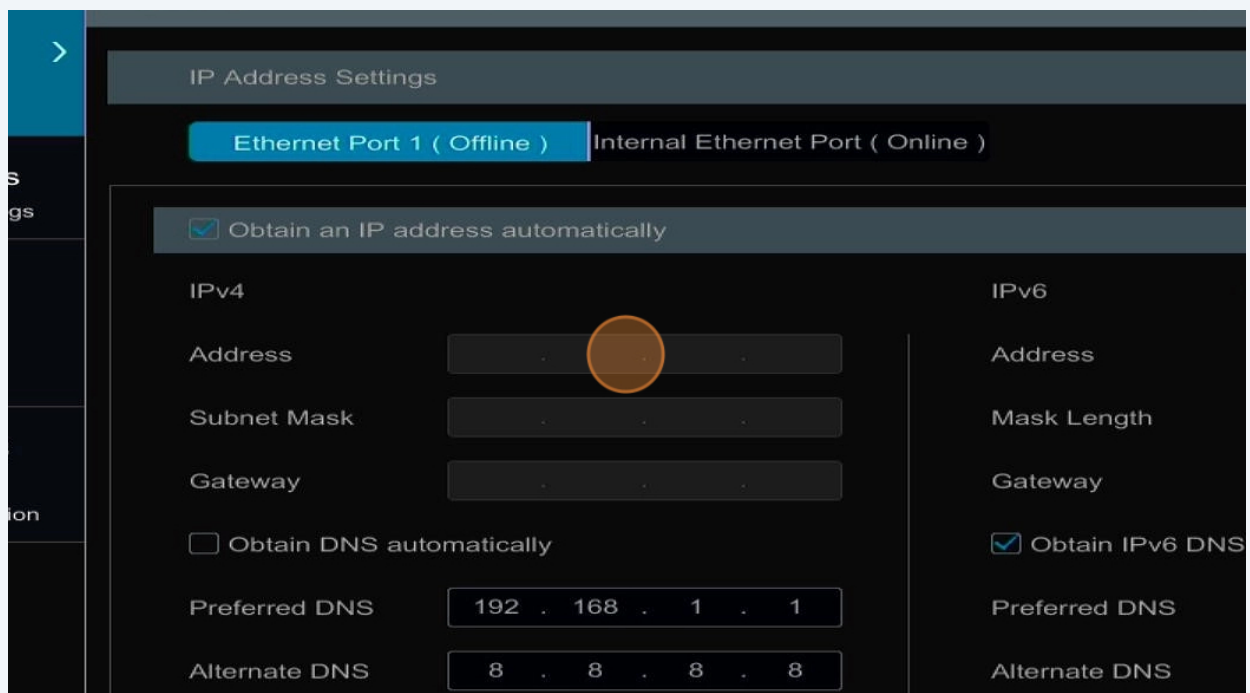 IP Address Settings
Ethernet Port 1 ( Offline )
Internal Ethernet Port ( Online )
s
gs
Obtain an IP address automatically
IPv4
IPv6
Address
Address
Subnet Mask
Mask Length
Gateway
Gateway
ion
Obtain DNS automatically
Obtain IPv6 DNS
Preferred DNS 192 . 168 . 1 . 1
Preferred DNS
Alternate DNS 8 . 8 . 8 . 8
Alternate DNS